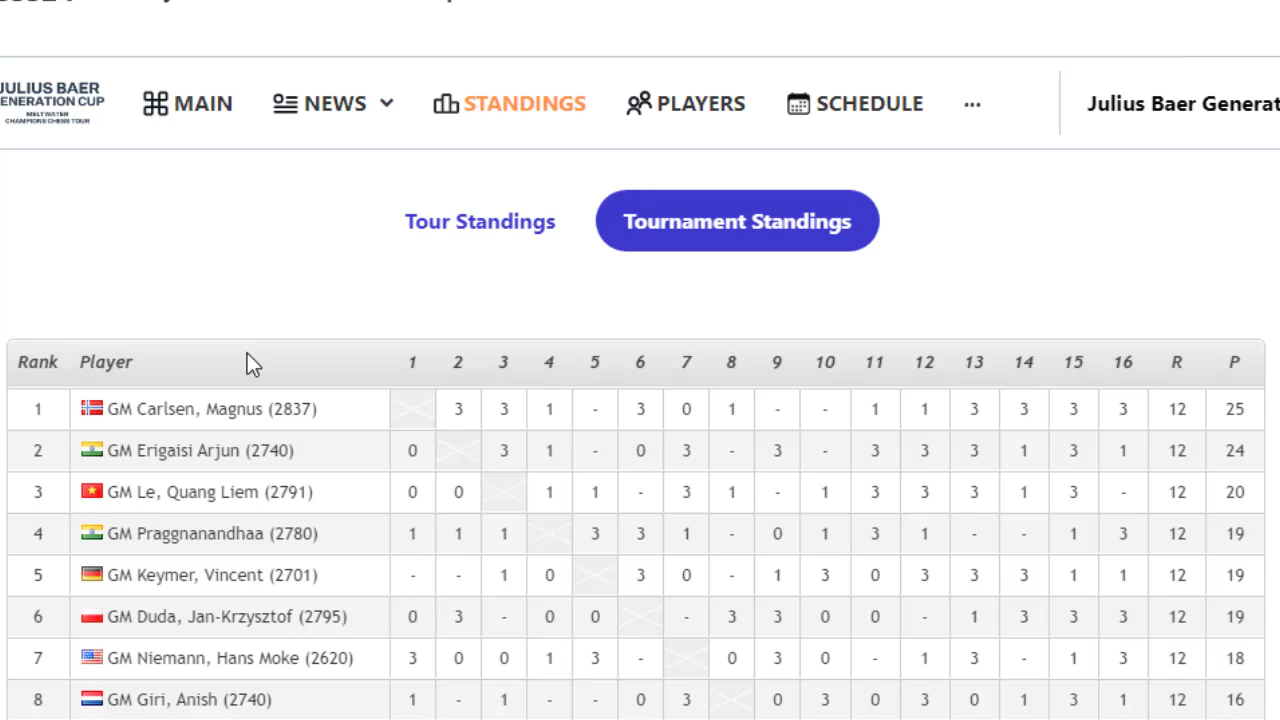 JULIUS BAER
ENERATION CUP
MELTWATER
CHAMPIONS CHESS TOUR
MAIN NEWS STANDINGS PLAYERS SCHEDULE ... Julius Baer Generat
Tour Standings Tournament Standings
Rank Player 1 2 3 4 5 6 7 8 9 10 11 12 13 14 15 16 R P
1 GM Carlsen, Magnus (2837) 3 3 1 - 3 0 1 - - 1 1 3 3 3 3 12 25
2 GM Erigaisi Arjun (2740) 0 3 1 - 0 3 - 3 - 3 3 3 1 3 1 12 24
3 GM Le, Quang Liem (2791) 0 0 1 1 - 3 1 - 1 3 3 3 1 3 - 12 20
4 GM Praggnanandhaa (2780) 1 1 1 3 3 1 - 0 1 3 1 - - 1 3 12 19
5 GM Keymer, Vincent (2701) - - 1 0 3 0 - 1 3 0 3 3 3 1 1 12 19
6 GM Duda, Jan-Krzysztof (2795) 0 3 - 0 0 - 3 3 0 0 - 1 3 3 3 12 19
7 GM Niemann, Hans Moke (2620) 3 0 0 1 3 - 0 3 0 - 1 3 - 1 3 12 18
8 GM Giri, Anish (2740) 1 - 1 - - 0 3 0 3 0 3 0 1 3 1 12 16